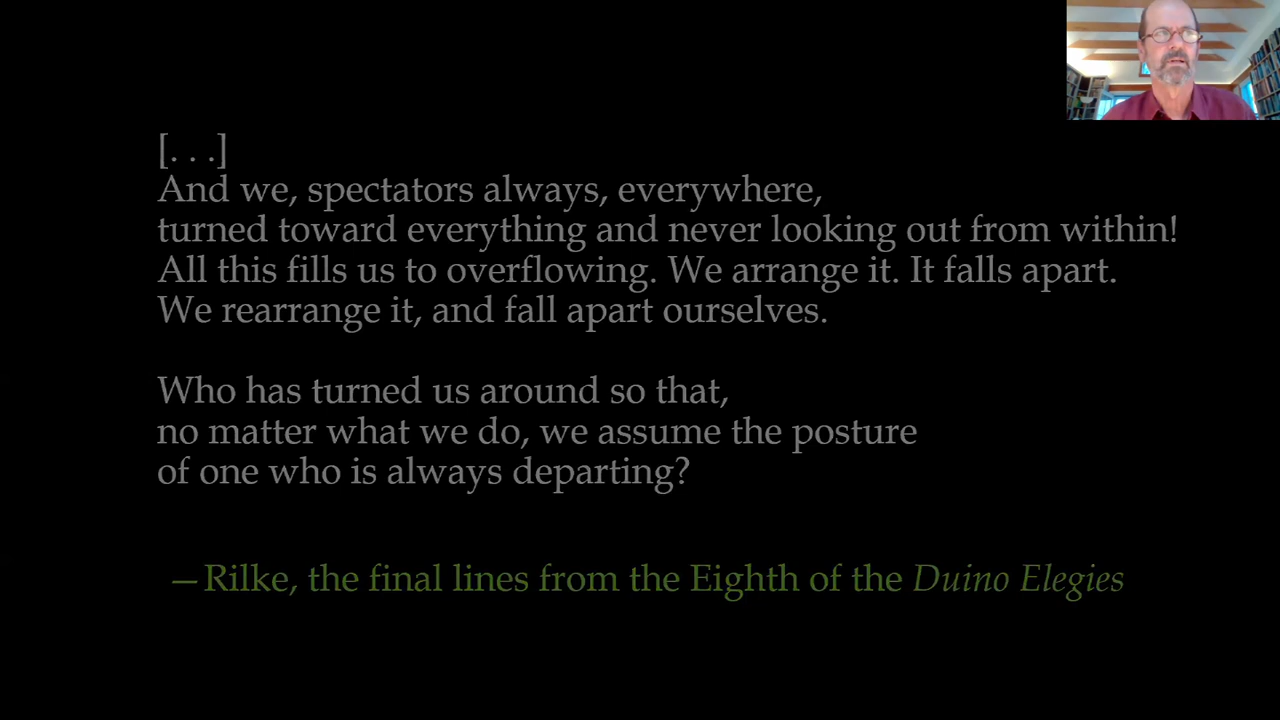 [. . .]
And we, spectators always, everywhere,
turned toward everything and never looking out from within!
All this fills us to overflowing. We arrange it. It falls apart.
We rearrange it, and fall apart ourselves.
Who has turned us around so that,
no matter what we do, we assume the posture
of one who is always departing?
—Rilke, the final lines from the Eighth of the Duino Elegies